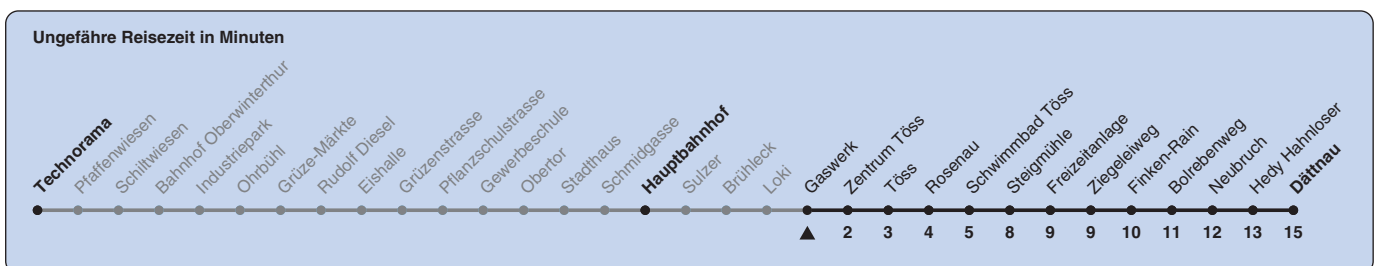 Ungefähre Reisezeit in Minuten
Technorama
Pfaffenwiesen
Schiltwiesen
Bahnhof Oberwinterthur
Industriepark
Ohrbühl
Grüze-Märkte
Rudolf Diesel
Eishalle
Grüzenstrasse
Pflanzschulstrasse
Gewerbeschule
Obertor
Stadthaus
Schmidgasse
Hauptbahnhof
Sulzer
Brühleck
Loki
Gaswerk
Zentrum Töss
Töss
Rosenau
Schwimmbad Töss
Steigmühle
Freizeitanlage
Ziegeleiweg
Finken-Rain
Bolrebenweg
Neubruch
Hedy Hahnloser
Dättnau
2 3 4 5 8 9 9 10 11 12 13 15